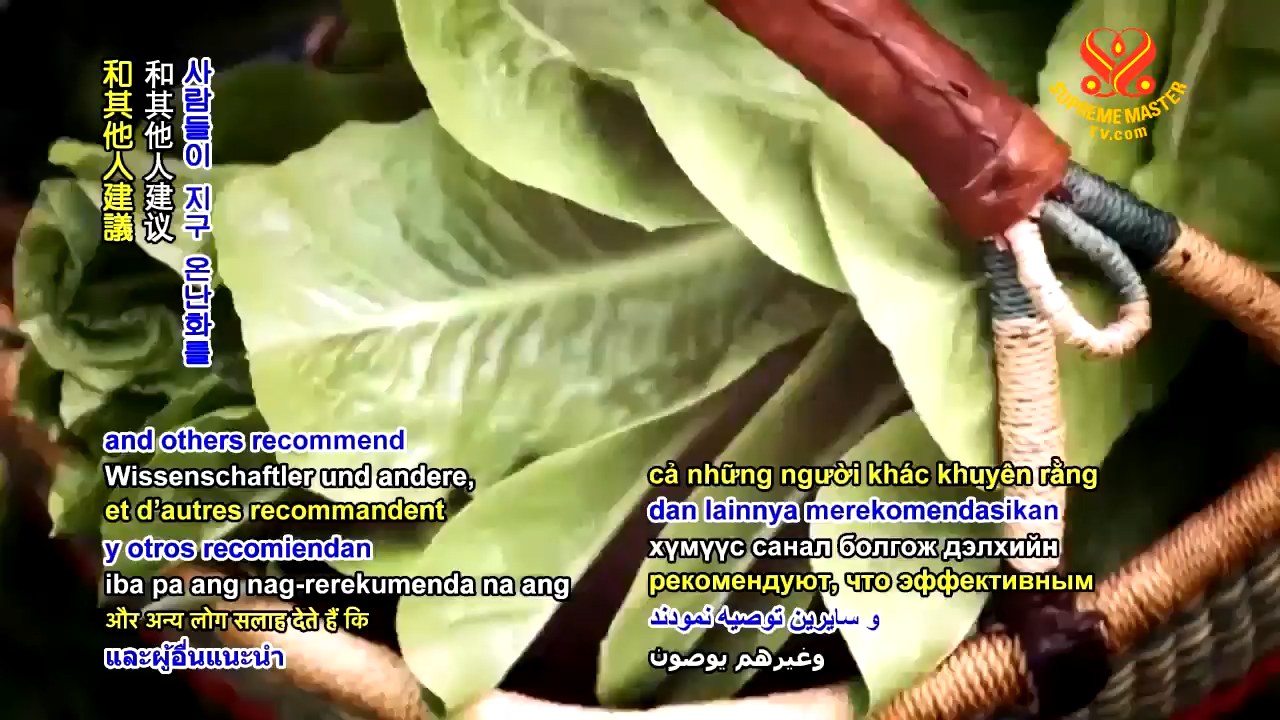 和其他人建議
和其他人建议
사람들이 지구 온난화를
SUPREME MASTER
TV.com
and others recommend
Wissenschaftler und andere,
et d’autres recommandent
y otros recomiendan
iba pa ang nag-rerekumenda na ang
और अन्य लोग सलाह देते हैं कि
และผู้อื่นแนะนำ
cả những người khác khuyên rằng
dan lainnya merekomendasikan
хүмүүс санал болгож дэлхийн
рекомендуют, что эффективным
و سایرین توصیه نمودند
وغيرهم يوصون